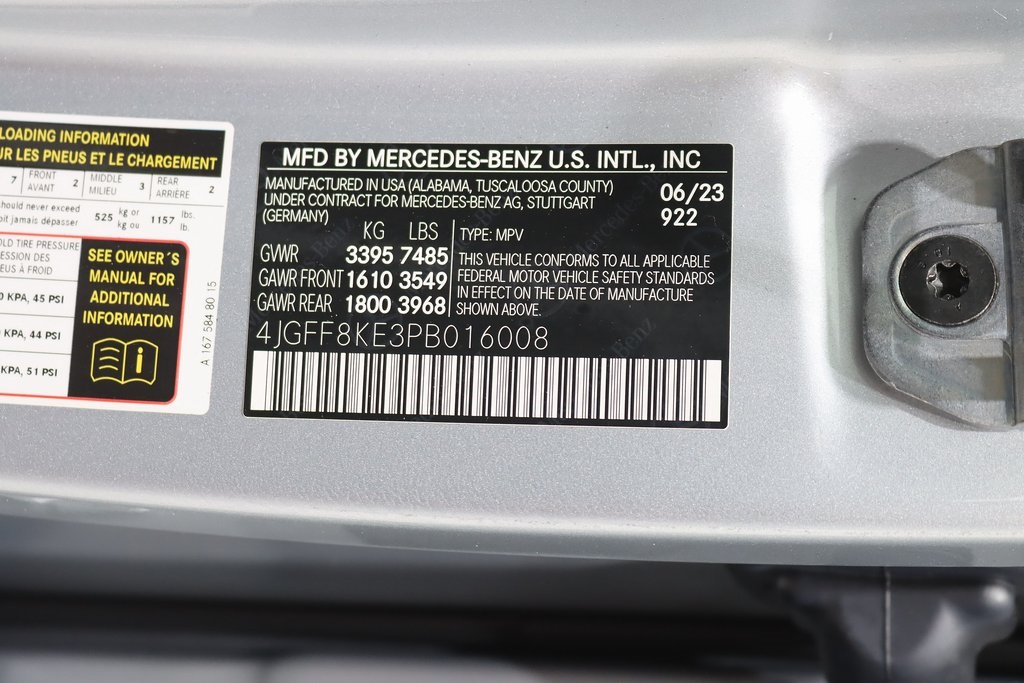 LOADING INFORMATION
UR LES PNEUS ET LE CHARGEMENT
7 FRONT AVANT 2 MIDDLE MILIEU 3 REAR ARRIÈRE 2
hould never exceed
oit jamais dépasser
525 kg or kg ou 1157 lbs. lb.
OLD TIRE PRESSURE
ESSION DES
EUS À FROID
0 KPA, 45 PSI
KPA, 44 PSI
KPA, 51 PSI
SEE OWNER´S
MANUAL FOR
ADDITIONAL
INFORMATION
A 167 584 80 15
MFD BY MERCEDES-BENZ U.S. INTL., INC
MANUFACTURED IN USA (ALABAMA, TUSCALOOSA COUNTY)
UNDER CONTRACT FOR MERCEDES-BENZ AG, STUTTGART
(GERMANY)
06/23
922
KG LBS
GVWR 3395 7485
GAWR FRONT 1610 3549
GAWR REAR 1800 3968
TYPE: MPV
THIS VEHICLE CONFORMS TO ALL APPLICABLE
FEDERAL MOTOR VEHICLE SAFETY STANDARDS
IN EFFECT ON THE DATE OF MANUFACTURE
SHOWN ABOVE.
4JGFF8KE3PB016008